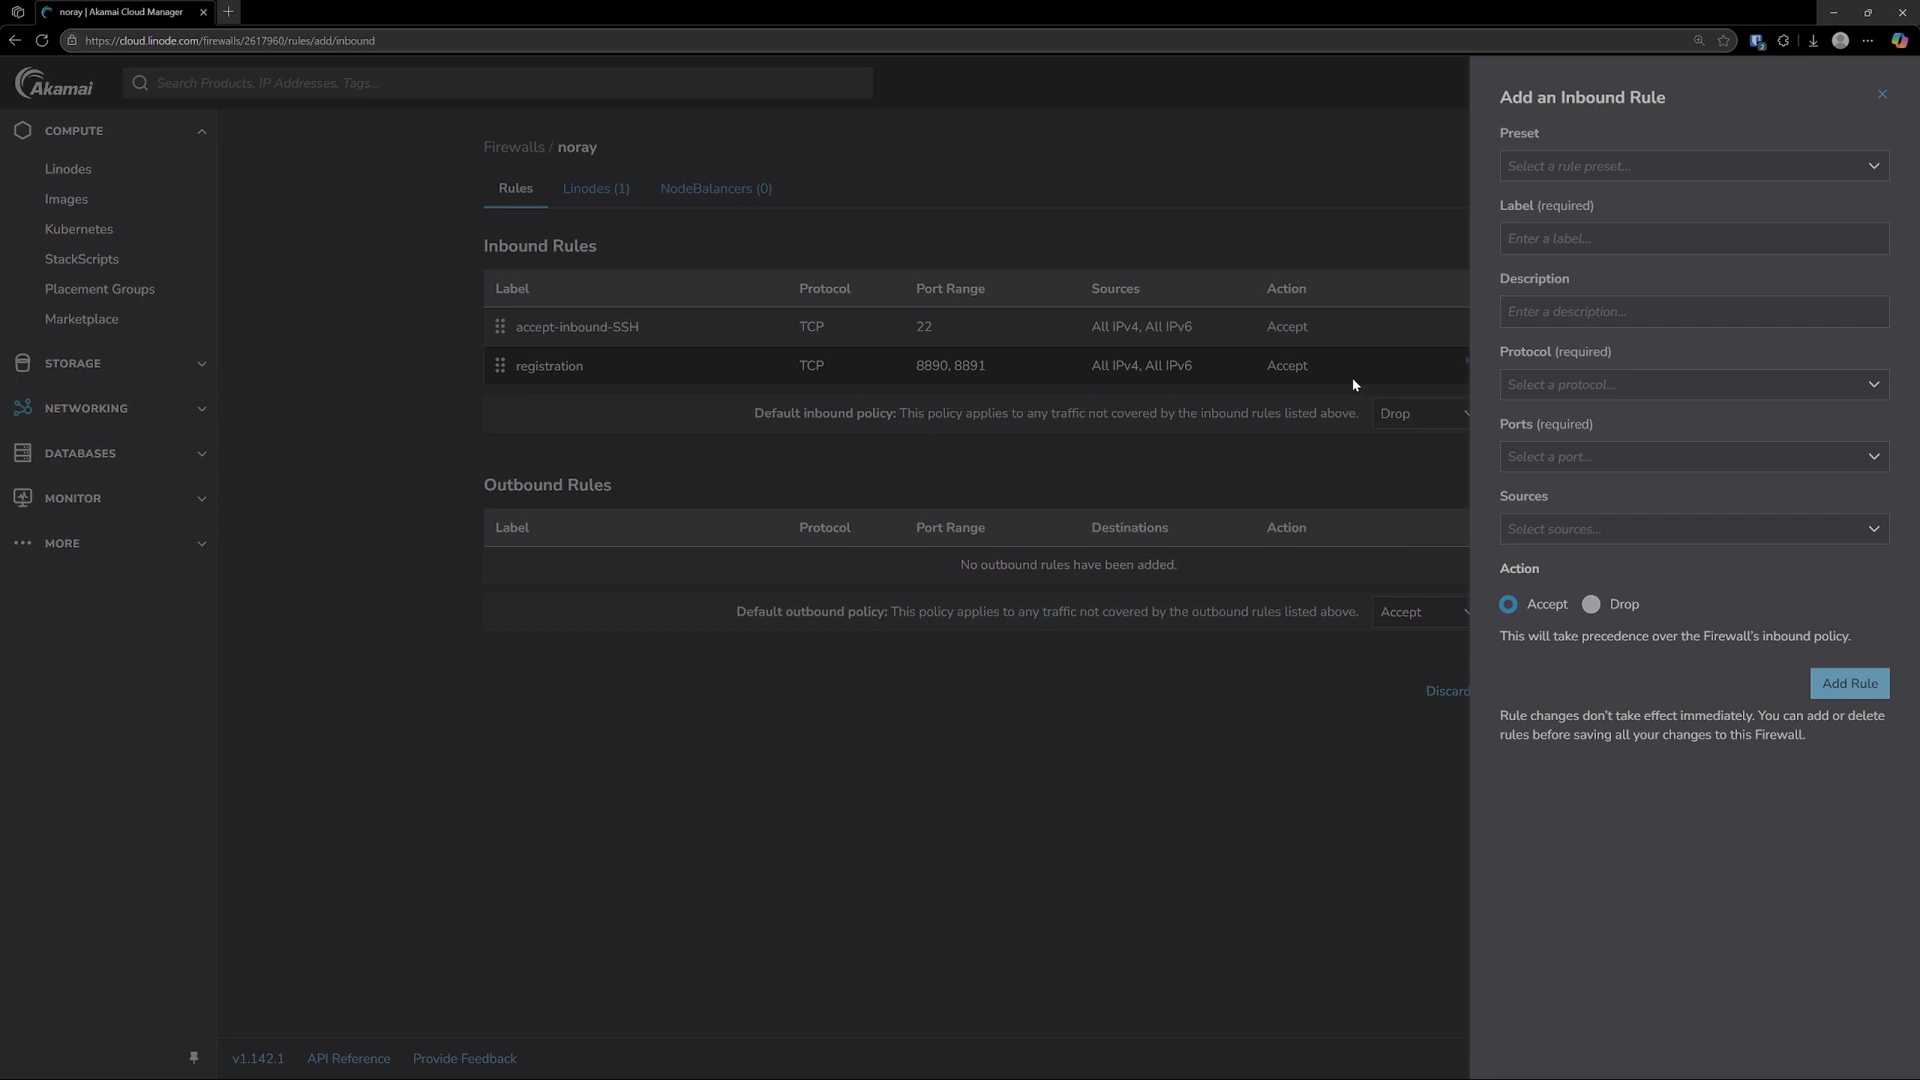 noray | Akamai Cloud Manager
https://cloud.linode.com/firewalls/2617960/rules/add/inbound
Akamai
Search Products, IP Addresses, Tags...
COMPUTE
Linodes
Images
Kubernetes
StackScripts
Placement Groups
Marketplace
STORAGE
NETWORKING
DATABASES
MONITOR
MORE
Firewalls / noray
Rules
Linodes (1)
NodeBalancers (0)
Inbound Rules
Label Protocol Port Range Sources Action
accept-inbound-SSH TCP 22 All IPv4, All IPv6 Accept
registration TCP 8890, 8891 All IPv4, All IPv6 Accept
Default inbound policy: This policy applies to any traffic not covered by the inbound rules listed above. Drop
Outbound Rules
Label Protocol Port Range Destinations Action
No outbound rules have been added.
Default outbound policy: This policy applies to any traffic not covered by the outbound rules listed above. Accept
Discard
v1.142.1
API Reference
Provide Feedback
Add an Inbound Rule
Preset
Select a rule preset...
Label (required)
Enter a label...
Description
Enter a description...
Protocol (required)
Select a protocol...
Ports (required)
Select a port...
Sources
Select sources...
Action
Accept
Drop
This will take precedence over the Firewall's inbound policy.
Add Rule
Rule changes don't take effect immediately. You can add or delete
rules before saving all your changes to this Firewall.